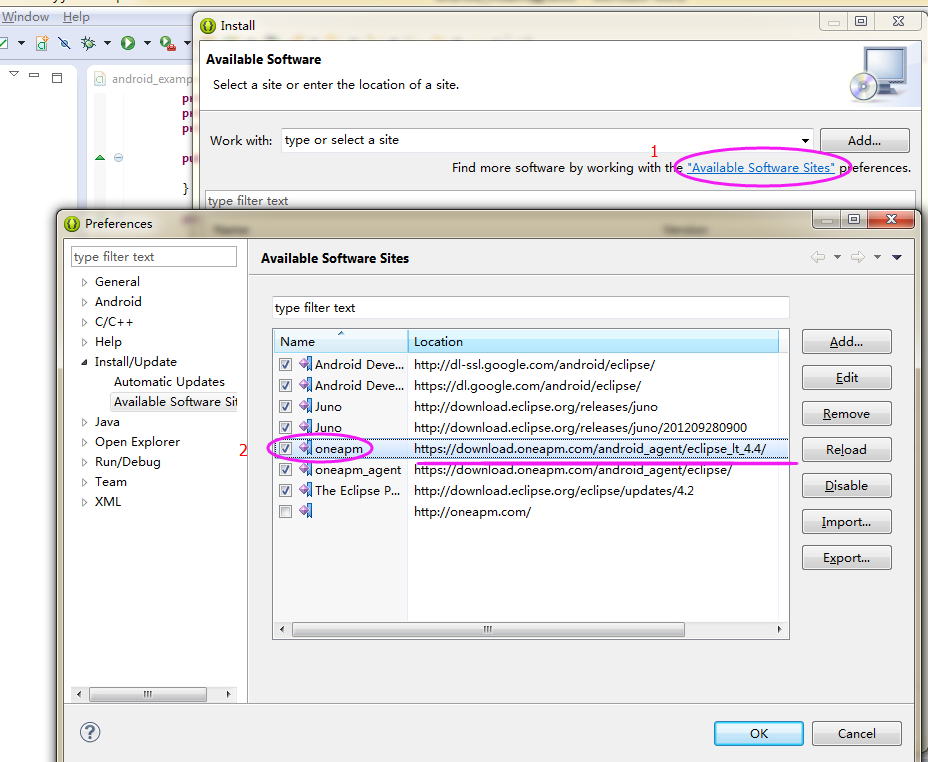 Window Help
Install
Available Software
Select a site or enter the location of a site.
android_examp
Work with: type or select a site Add...
1
Find more software by working with the "Available Software Sites" preferences.
type filter text
Name Version
Preferences
type filter text
Available Software Sites
General
Android
C/C++
Help
Install/Update
Automatic Updates
Available Software Sit
Java
Open Explorer
Run/Debug
Team
XML
type filter text
Name Location
Android Deve... http://dl-ssl.google.com/android/eclipse/
Android Deve... https://dl.google.com/android/eclipse/
Juno http://download.eclipse.org/releases/juno
Juno http://download.eclipse.org/releases/juno/201209280900
2
oneapm https://download.oneapm.com/android_agent/eclipse_lt_4.4/
oneapm_agent https://download.oneapm.com/android_agent/eclipse/
The Eclipse P... http://download.eclipse.org/eclipse/updates/4.2
http://oneapm.com/
Add...
Edit
Remove
Reload
Disable
Import...
Export...
OK Cancel